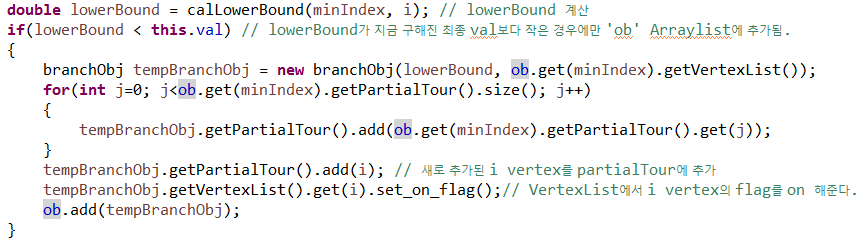 double lowerBound = calLowerBound(minIndex, i); // lowerBound 계산
if(lowerBound < this.val) // lowerBound가 지금 구해진 최종 val보다 작은 경우에만 'ob' Arraylist에 추가됨.
{
    branchObj tempBranchObj = new branchObj(lowerBound, ob.get(minIndex).getVertexList());
    for(int j=0; j<ob.get(minIndex).getPartialTour().size(); j++)
    {
        tempBranchObj.getPartialTour().add(ob.get(minIndex).getPartialTour().get(j));
    }
    tempBranchObj.getPartialTour().add(i); // 새로 추가된 i vertex를 partialTour에 추가
    tempBranchObj.getVertexList().get(i).set_on_flag();// VertexList에서 i vertex의 flag를 on 해준다.
    ob.add(tempBranchObj);
}